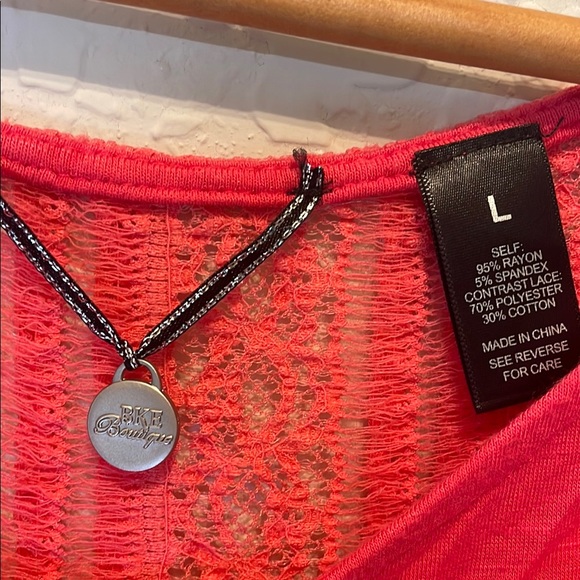 BKE
Boutique
L
SELF:
95% RAYON
5% SPANDEX
CONTRAST LACE:
70% POLYESTER
30% COTTON
MADE IN CHINA
SEE REVERSE
FOR CARE